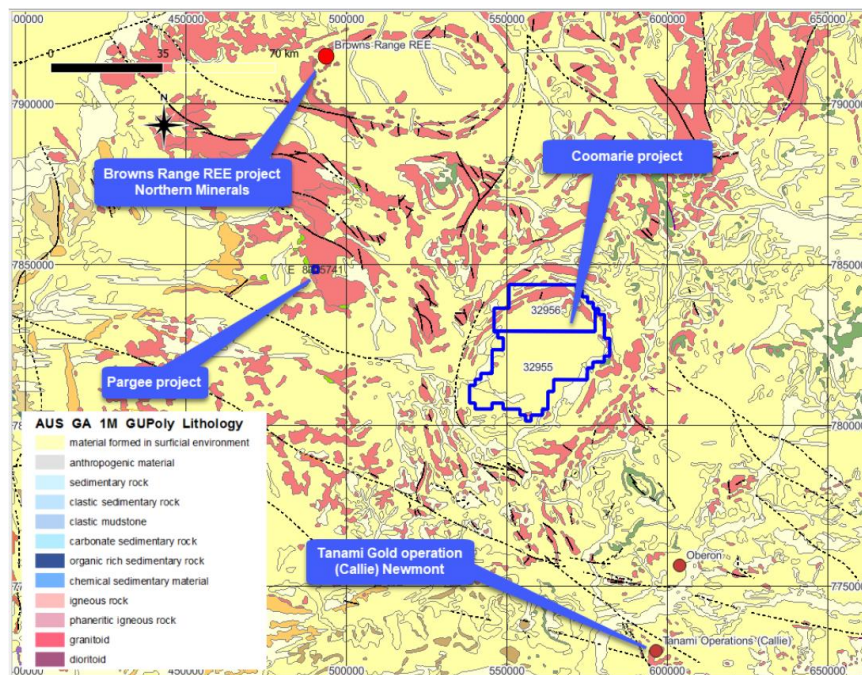 450000
500000
550000
600000
650000
0
35
70 km
Browns Range REE
7900000
7900000
N
Coomarie project
Browns Range REE project
Northern Minerals
7850000
7850000
32956
32955
Pargee project
7800000
AUS GA 1M GUPoly Lithology
material formed in surficial environment
anthropogenic material
sedimentary rock
clastic sedimentary rock
clastic mudstone
carbonate sedimentary rock
organic rich sedimentary rock
chemical sedimentary material
igneous rock
phaneritic igneous rock
granitoid
dioritoid
Tanami Gold operation
(Callie) Newmont
Oberon
7750000
Tanami Operations (Callie)
450000
500000
550000
600000
650000